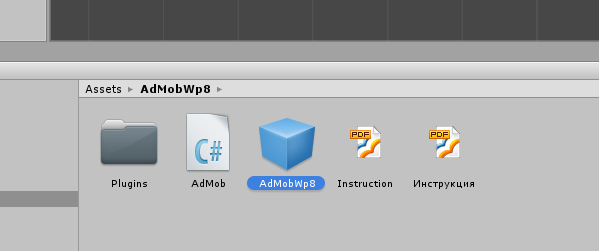 Assets ▸ AdMobWp8 ▸
C#
PDF
PDF
Plugins
AdMob
AdMobWp8
Instruction
Инструкция